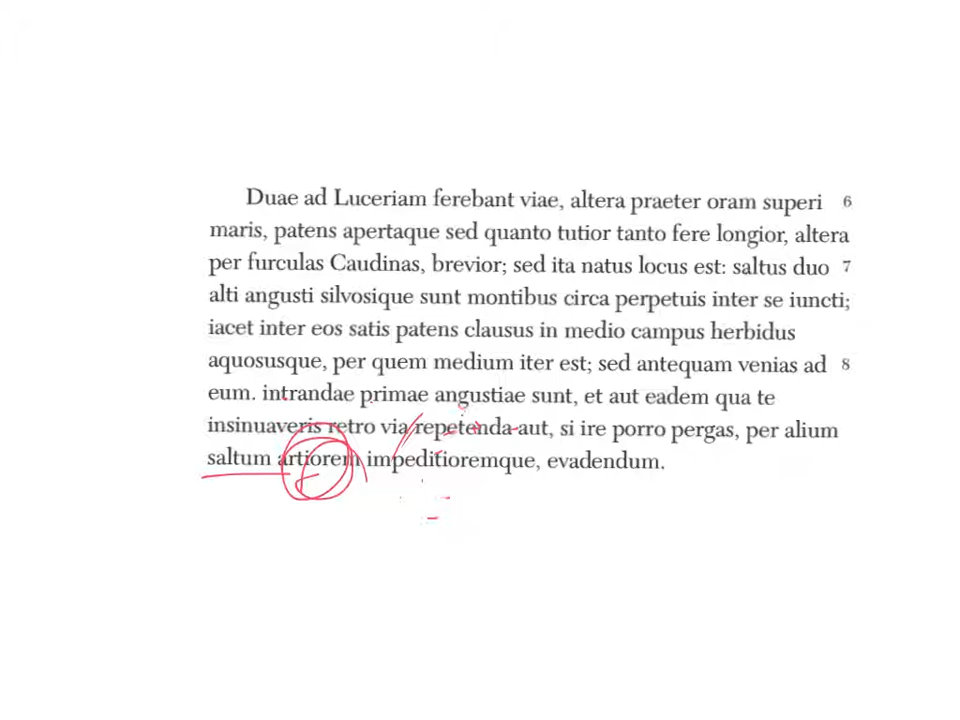 Duae ad Luceriam ferebant viae, altera praeter oram superi 6
maris, patens apertaque sed quanto tutior tanto fere longior, altera
per furculas Caudinas, brevior; sed ita natus locus est: saltus duo 7
alti angusti silvosique sunt montibus circa perpetuis inter se iuncti;
iacet inter eos satis patens clausus in medio campus herbidus
aquosusque, per quem medium iter est; sed antequam venias ad 8
eum. intrandae primae angustiae sunt, et aut eadem qua te
insinuaveris retro via repetenda aut, si ire porro pergas, per alium
saltum artiorem impeditioremque, evadendum.